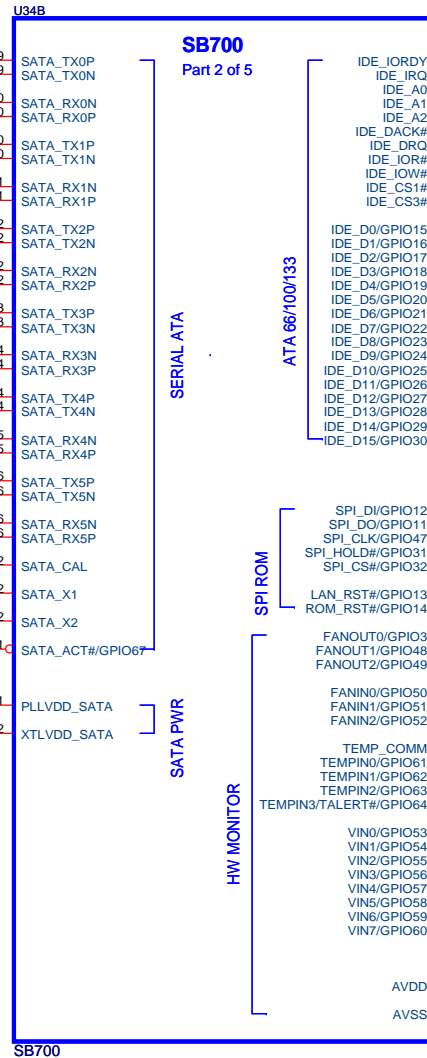 U34B
SB700
Part 2 of 5
SATA_TX0P
SATA_TX0N
SATA_RX0N
SATA_RX0P
SATA_TX1P
SATA_TX1N
SATA_RX1N
SATA_RX1P
SATA_TX2P
SATA_TX2N
SATA_RX2N
SATA_RX2P
SATA_TX3P
SATA_TX3N
SATA_RX3N
SATA_RX3P
SATA_TX4P
SATA_TX4N
SATA_RX4N
SATA_RX4P
SATA_TX5P
SATA_TX5N
SATA_RX5N
SATA_RX5P
SATA_CAL
SATA_X1
SATA_X2
SATA_ACT#/GPIO67
PLLVDD_SATA
XTLVDD_SATA
SERIAL ATA
SATA PWR
ATA 66/100/133
SPI ROM
HW MONITOR
IDE_IORDY
IDE_IRQ
IDE_A0
IDE_A1
IDE_A2
IDE_DACK#
IDE_DRQ
IDE_IOR#
IDE_IOW#
IDE_CS1#
IDE_CS3#
IDE_D0/GPIO15
IDE_D1/GPIO16
IDE_D2/GPIO17
IDE_D3/GPIO18
IDE_D4/GPIO19
IDE_D5/GPIO20
IDE_D6/GPIO21
IDE_D7/GPIO22
IDE_D8/GPIO23
IDE_D9/GPIO24
IDE_D10/GPIO25
IDE_D11/GPIO26
IDE_D12/GPIO27
IDE_D13/GPIO28
IDE_D14/GPIO29
IDE_D15/GPIO30
SPI_DI/GPIO12
SPI_DO/GPIO11
SPI_CLK/GPIO47
SPI_HOLD#/GPIO31
SPI_CS#/GPIO32
LAN_RST#/GPIO13
ROM_RST#/GPIO14
FANOUT0/GPIO3
FANOUT1/GPIO48
FANOUT2/GPIO49
FANIN0/GPIO50
FANIN1/GPIO51
FANIN2/GPIO52
TEMP_COMM
TEMPIN0/GPIO61
TEMPIN1/GPIO62
TEMPIN2/GPIO63
TEMPIN3/TALERT#/GPIO64
VIN0/GPIO53
VIN1/GPIO54
VIN2/GPIO55
VIN3/GPIO56
VIN4/GPIO57
VIN5/GPIO58
VIN6/GPIO59
VIN7/GPIO60
AVDD
AVSS
SB700